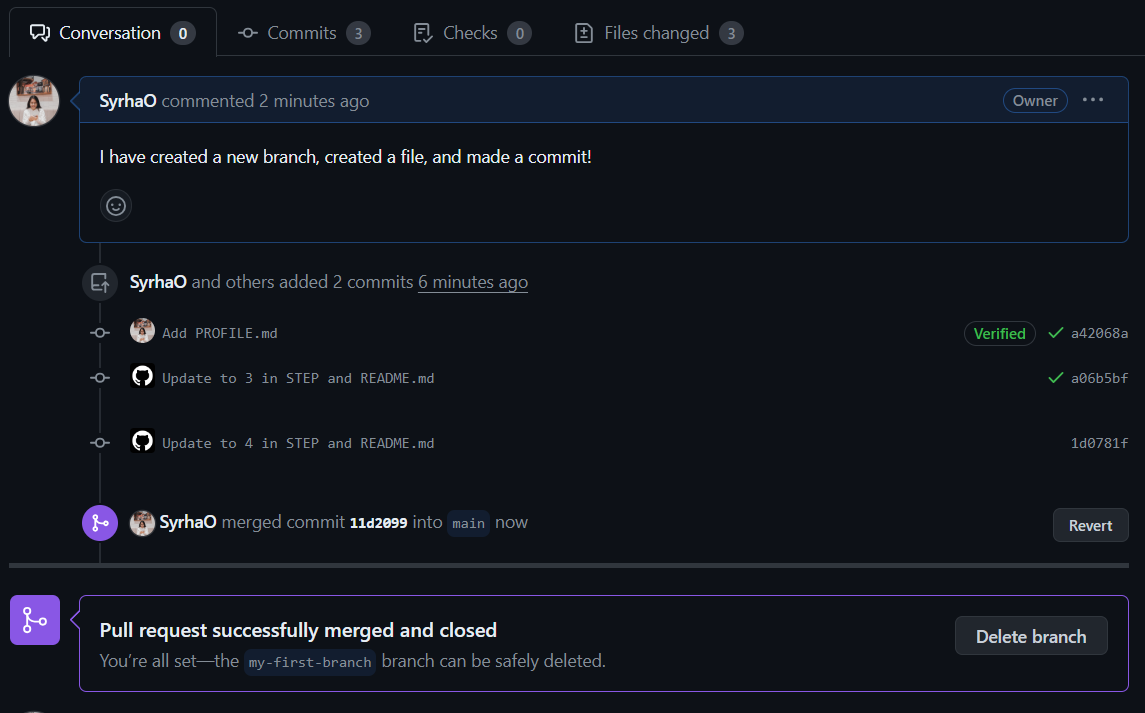 Conversation 0 Commits 3 Checks 0 Files changed 3
SyrhaO commented 2 minutes ago Owner
I have created a new branch, created a file, and made a commit!
SyrhaO and others added 2 commits 6 minutes ago
Add PROFILE.md Verified a42068a
Update to 3 in STEP and README.md a06b5bf
Update to 4 in STEP and README.md 1d0781f
SyrhaO merged commit 11d2099 into main now Revert
Pull request successfully merged and closed
You’re all set—the my-first-branch branch can be safely deleted. Delete branch